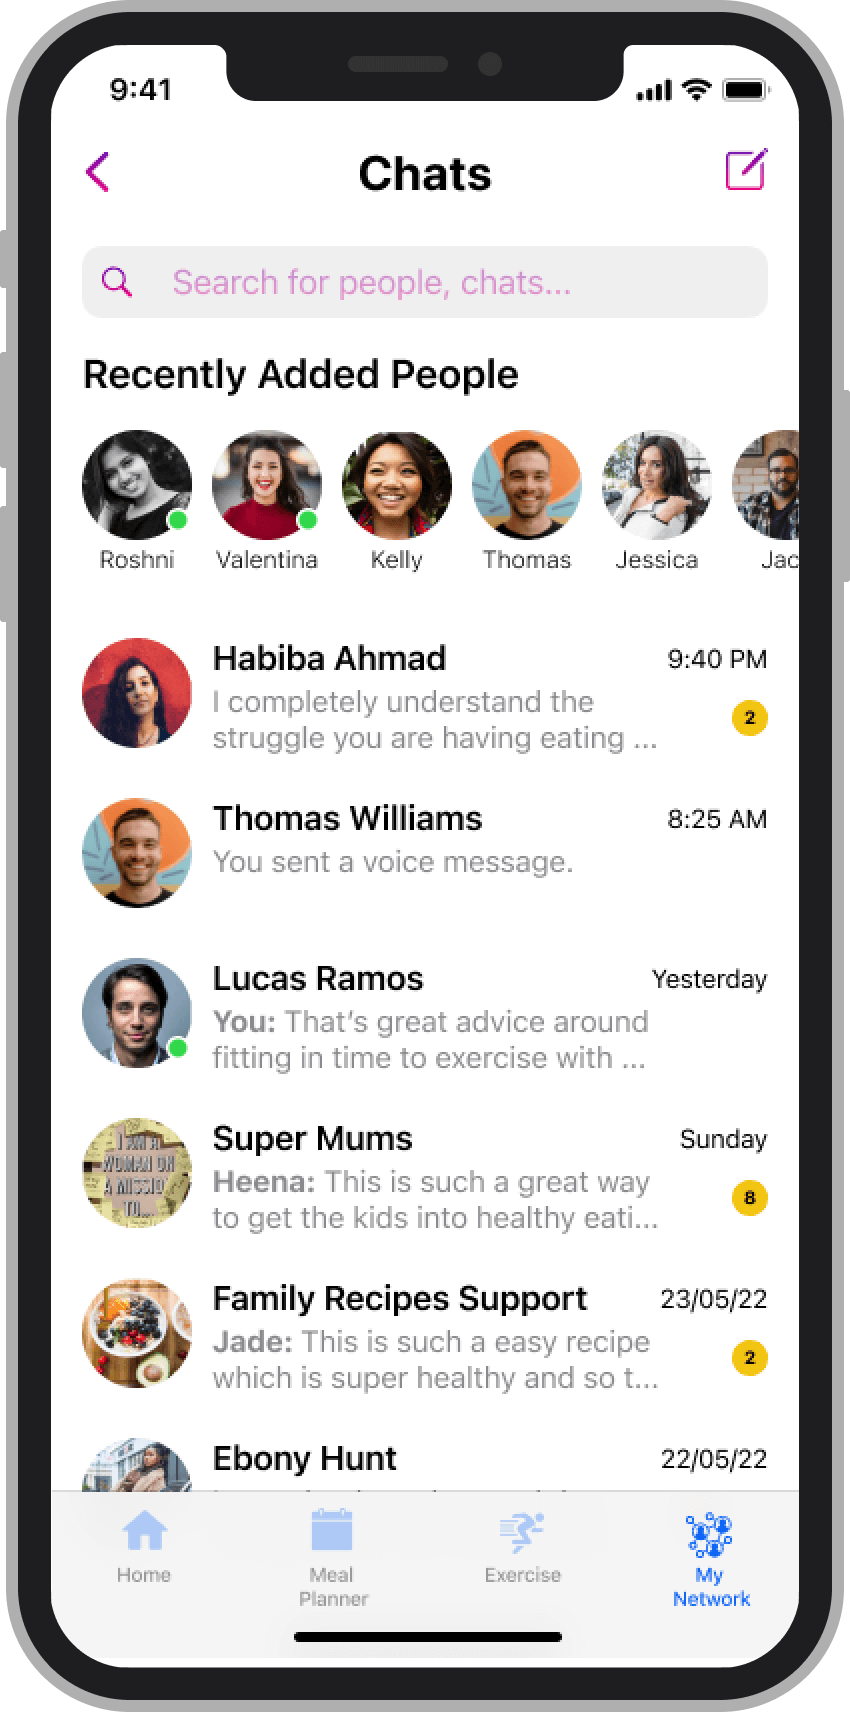 9:41
Chats
Search for people, chats...
Recently Added People
Roshni Valentina Kelly Thomas Jessica Jac
Habiba Ahmad 9:40 PM
I completely understand the
struggle you are having eating ... 2
Thomas Williams 8:25 AM
You sent a voice message.
Lucas Ramos Yesterday
You: That's great advice around
fitting in time to exercise with ...
I AM A
WOMAN ON
A MISSIO
TO...
Super Mums Sunday
Heena: This is such a great way
to get the kids into healthy eati... 8
Family Recipes Support 23/05/22
Jade: This is such a easy recipe
which is super healthy and so t... 2
Ebony Hunt 22/05/22
Home Meal Exercise My
Planner Network